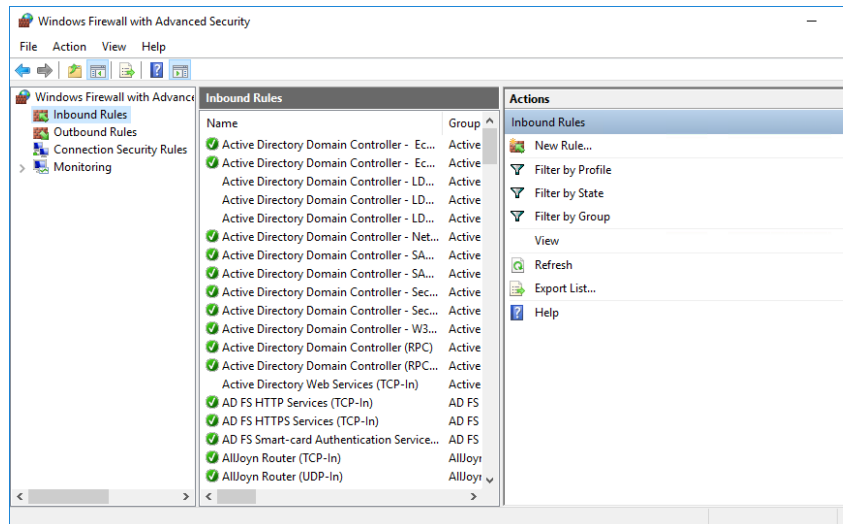 Windows Firewall with Advanced Security
File Action View Help
Windows Firewall with Advance
Inbound Rules
Outbound Rules
Connection Security Rules
Monitoring
Inbound Rules
Name Group
Active Directory Domain Controller - Ec... Active
Active Directory Domain Controller - Ec... Active
Active Directory Domain Controller - LD... Active
Active Directory Domain Controller - LD... Active
Active Directory Domain Controller - LD... Active
Active Directory Domain Controller - Net... Active
Active Directory Domain Controller - SA... Active
Active Directory Domain Controller - SA... Active
Active Directory Domain Controller - Sec... Active
Active Directory Domain Controller - Sec... Active
Active Directory Domain Controller - W3... Active
Active Directory Domain Controller (RPC) Active
Active Directory Domain Controller (RPC... Active
Active Directory Web Services (TCP-In) Active
AD FS HTTP Services (TCP-In) AD FS
AD FS HTTPS Services (TCP-In) AD FS
AD FS Smart-card Authentication Service... AD FS
AllJoyn Router (TCP-In) AllJoyn
AllJoyn Router (UDP-In) AllJoyn
Actions
Inbound Rules
New Rule...
Filter by Profile
Filter by State
Filter by Group
View
Refresh
Export List...
Help